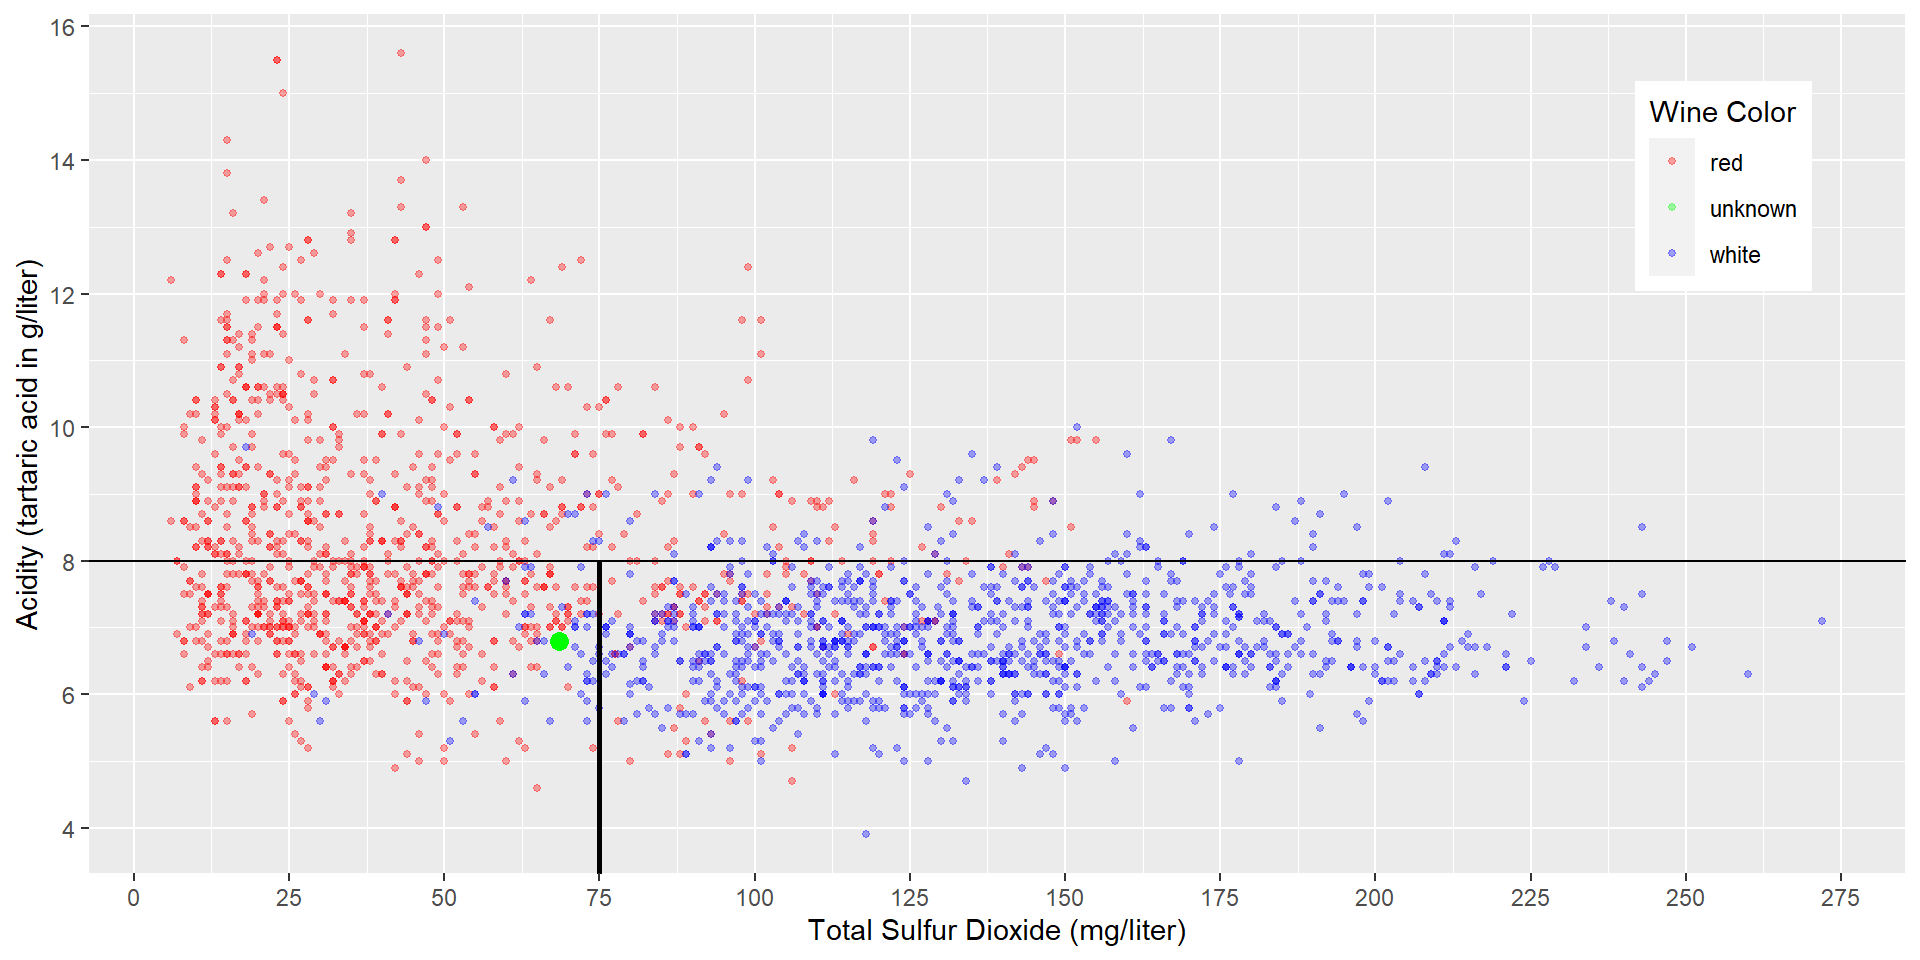 16
14
12
10
8
6
4
Acidity (tartaric acid in g/liter)
Wine Color
red
unknown
white
0 25 50 75 100 125 150 175 200 225 250 275
Total Sulfur Dioxide (mg/liter)